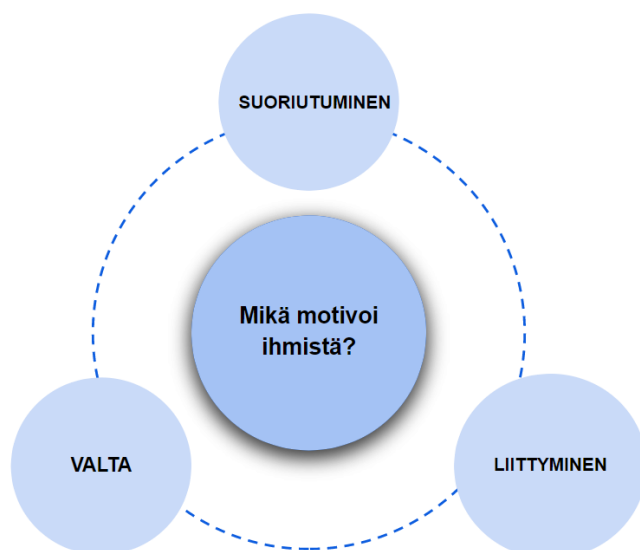 SUORIUTUMINEN
Mikä motivoi
ihmistä?
VALTA
LIITTYMINEN